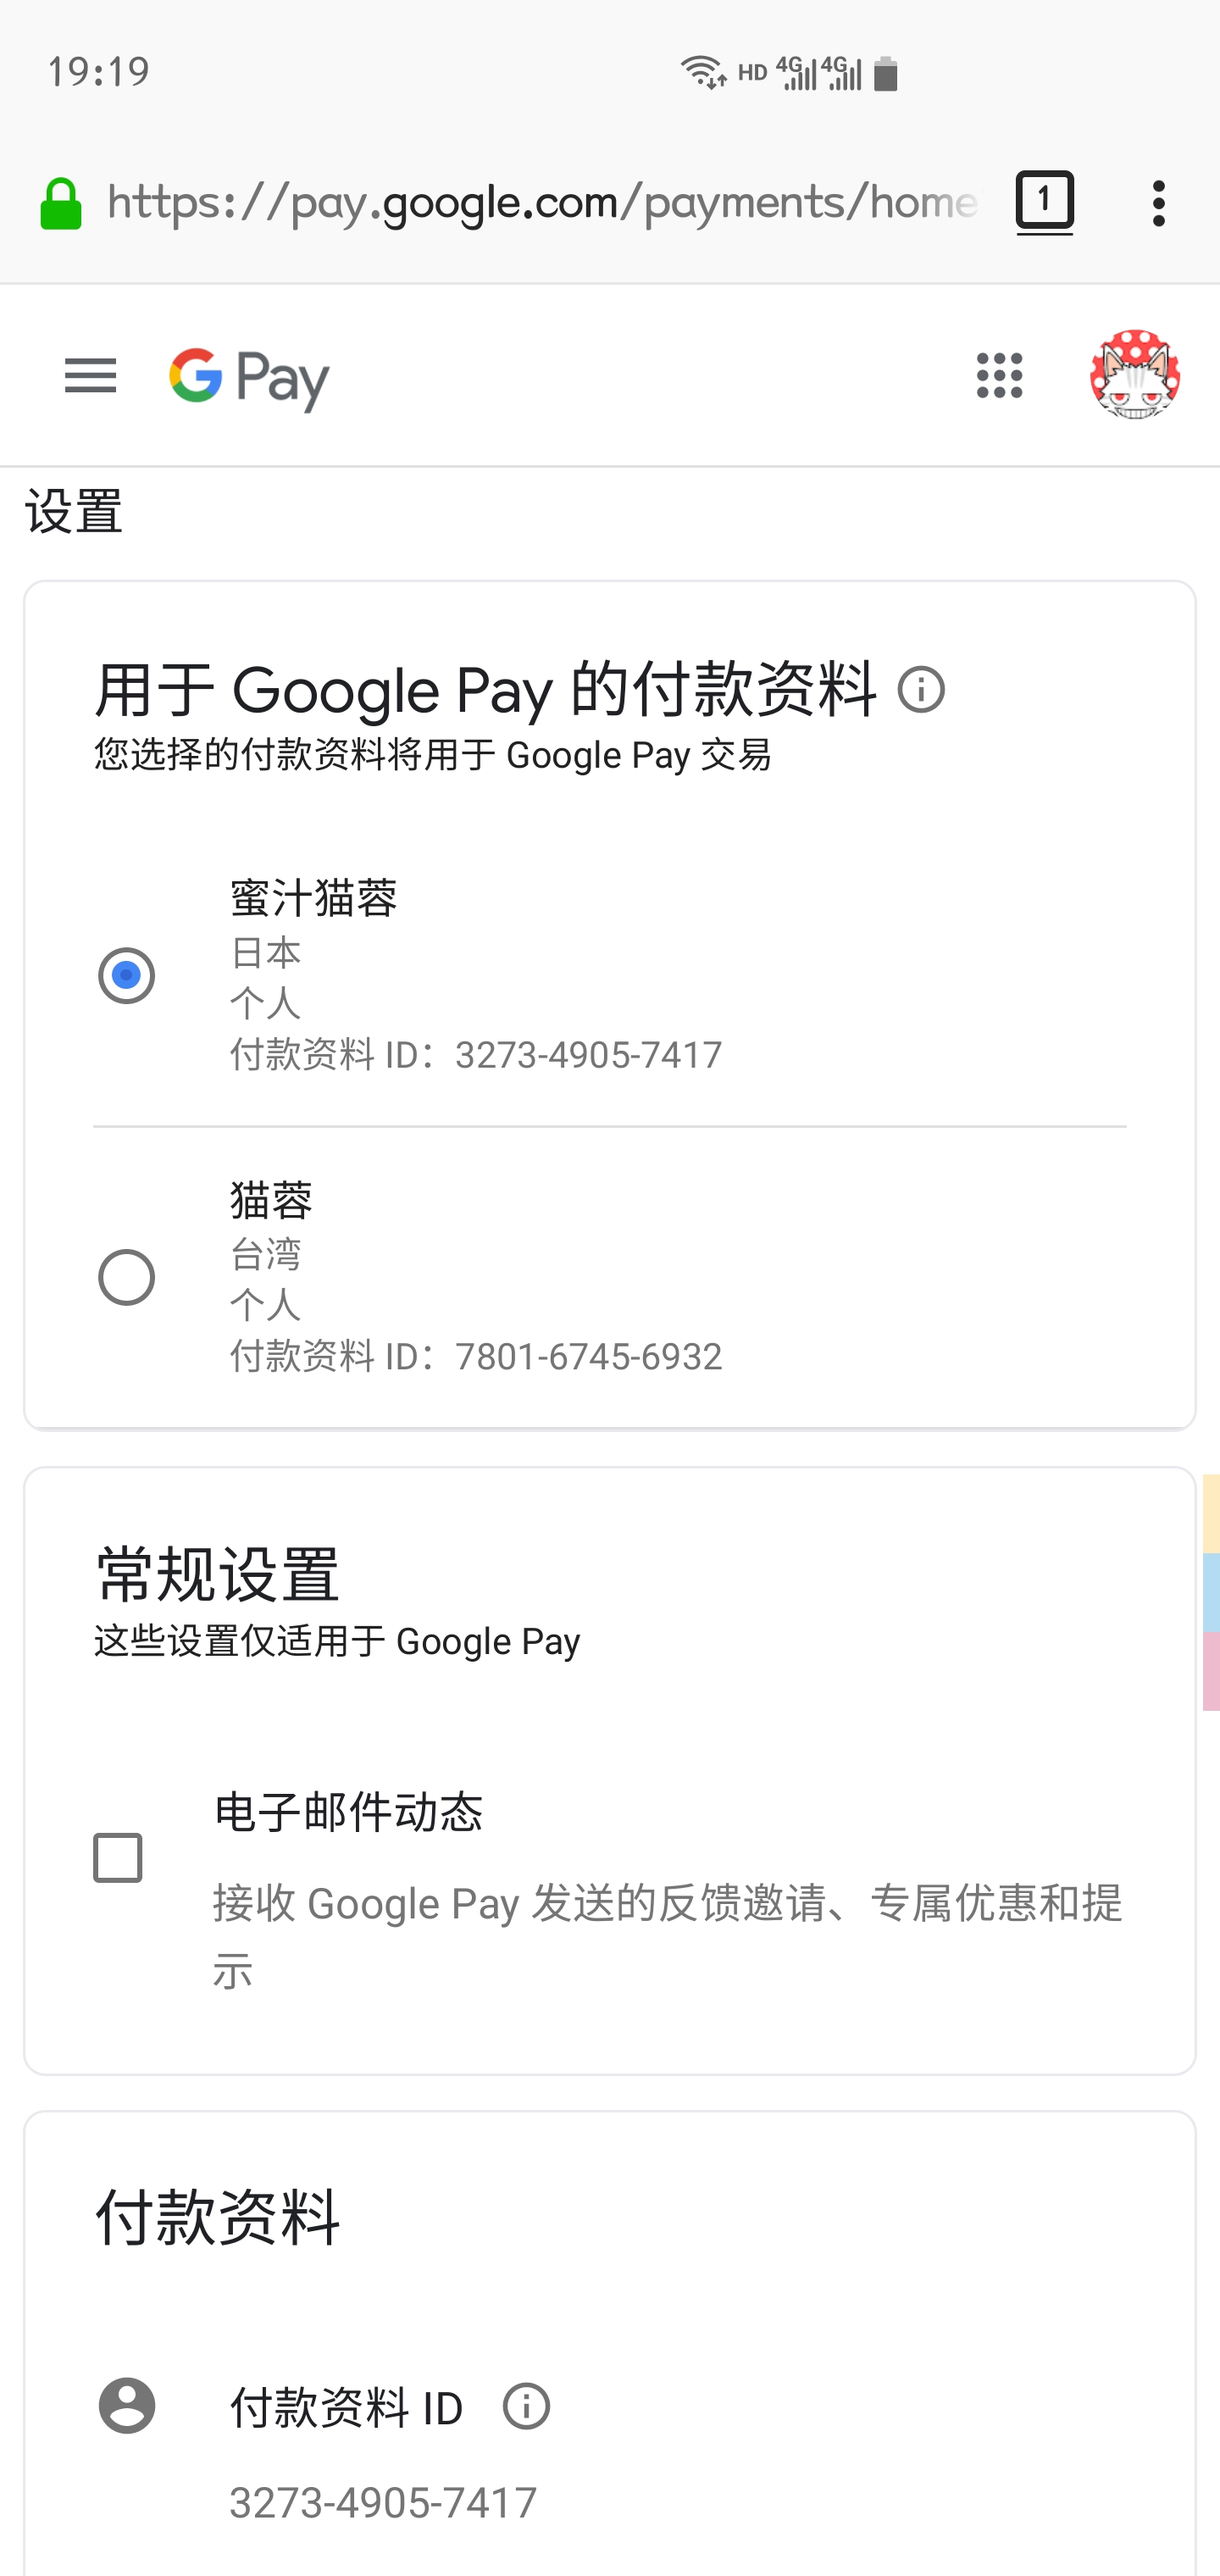 19:19
HD 4G 4G
https://pay.google.com/payments/home
1
G Pay
设置
用于 Google Pay 的付款资料
您选择的付款资料将用于 Google Pay 交易
蜜汁猫蓉
日本
个人
付款资料 ID：3273-4905-7417
猫蓉
台湾
个人
付款资料 ID：7801-6745-6932
常规设置
这些设置仅适用于 Google Pay
电子邮件动态
接收 Google Pay 发送的反馈邀请、专属优惠和提
示
付款资料
付款资料 ID
3273-4905-7417